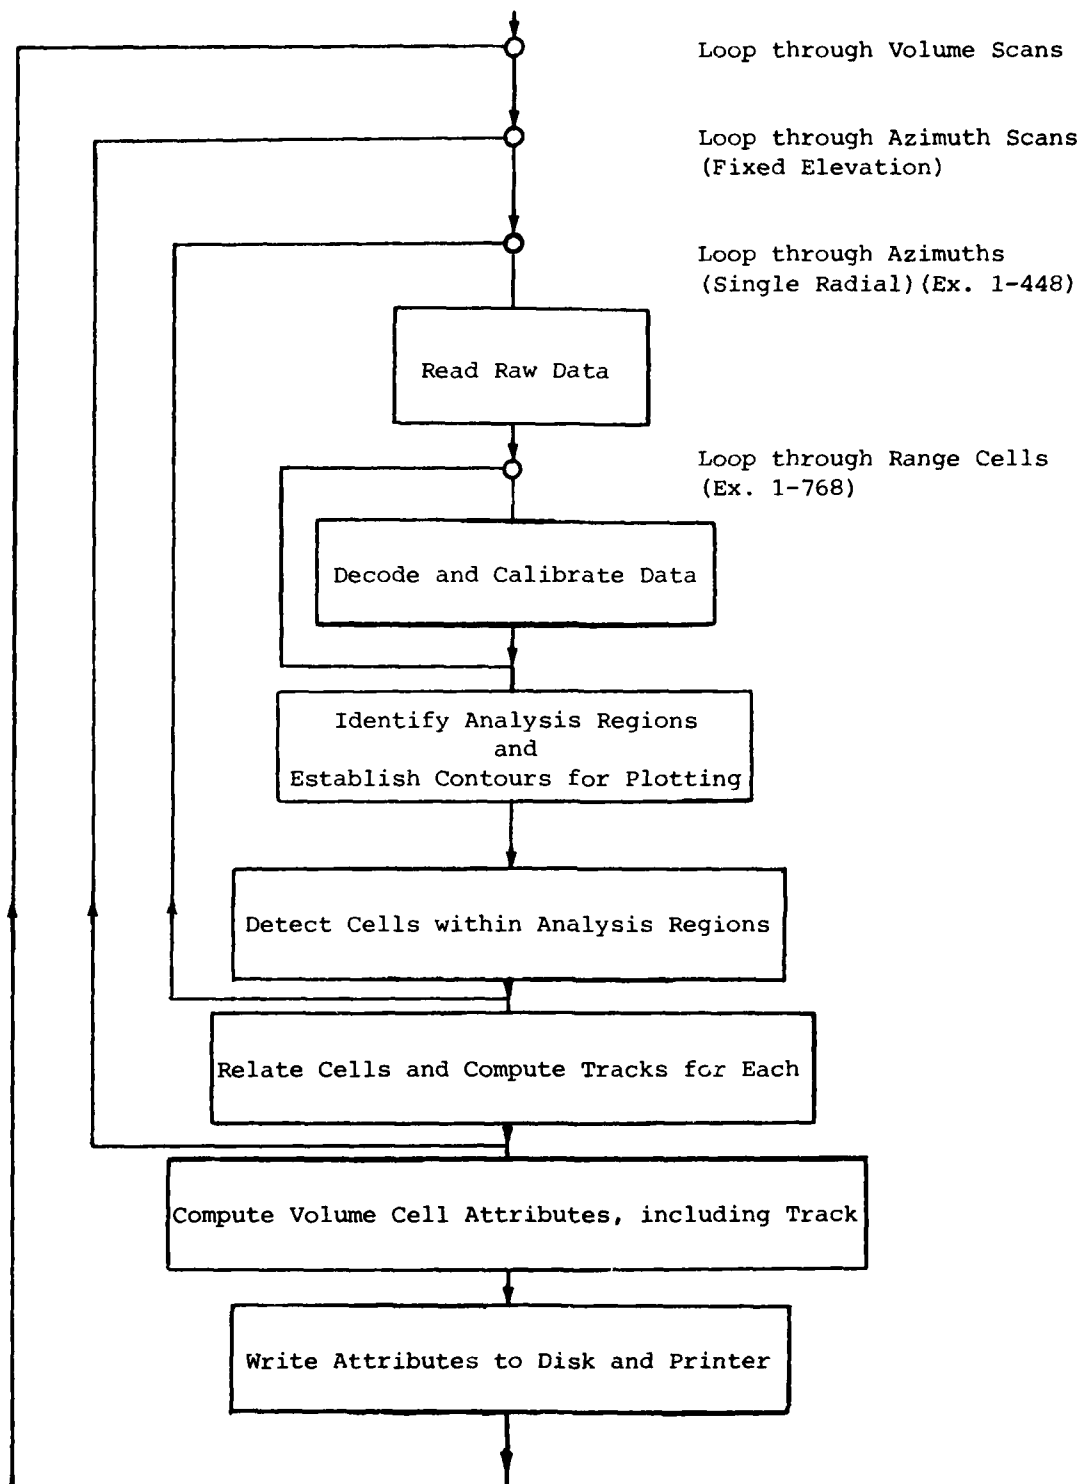 Loop through Volume Scans
Loop through Azimuth Scans
(Fixed Elevation)
Loop through Azimuths
(Single Radial) (Ex. 1-448)
Read Raw Data
Loop through Range Cells
(Ex. 1-768)
Decode and Calibrate Data
Identify Analysis Regions
and
Establish Contours for Plotting
Detect Cells within Analysis Regions
Relate Cells and Compute Tracks for Each
Compute Volume Cell Attributes, including Track
Write Attributes to Disk and Printer